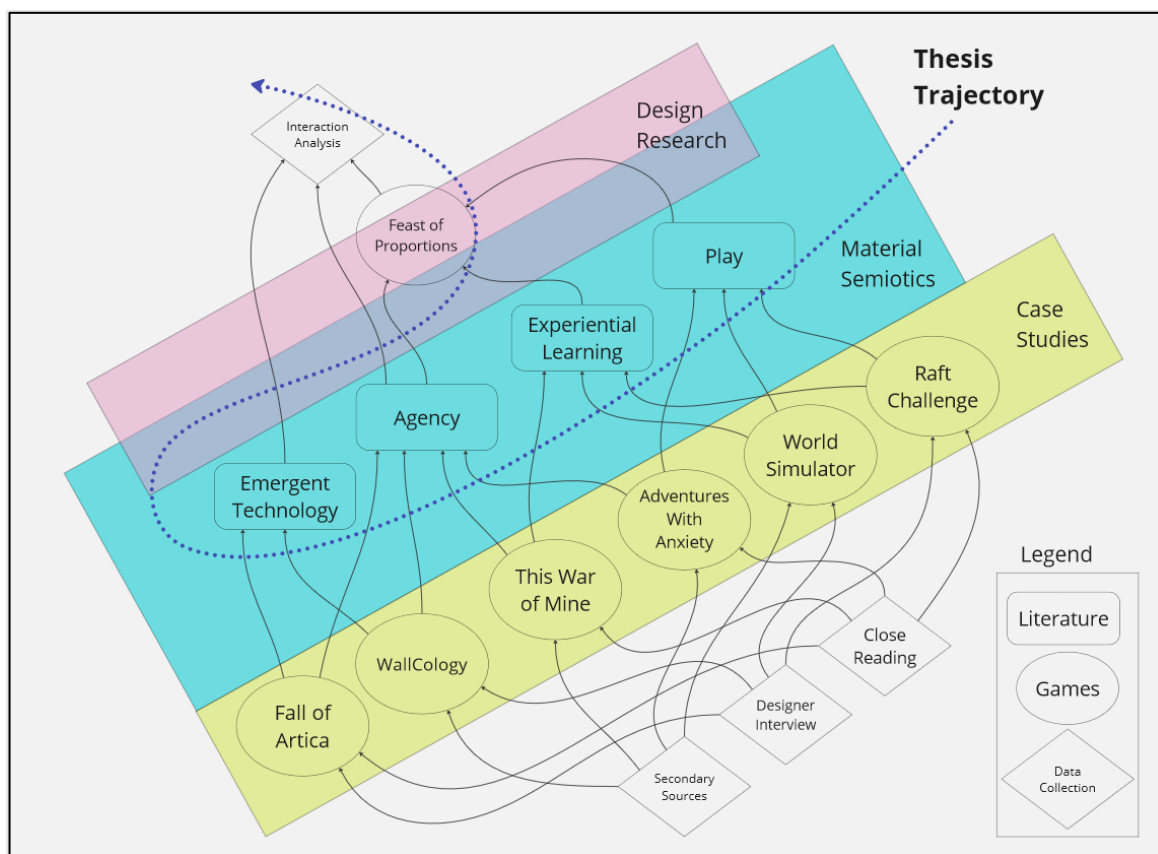 Thesis
Trajectory
Design
Research
Interaction
Analysis
Feast of
Proportions
Play
Material
Semiotics
Experiential
Learning
Case
Studies
Raft
Challenge
Agency
World
Simulator
Emergent
Technology
Adventures
With
Anxiety
This War
of Mine
Legend
Literature
Close
Reading
WallCology
Games
Designer
Interview
Fall of
Artica
Secondary
Sources
Data
Collection